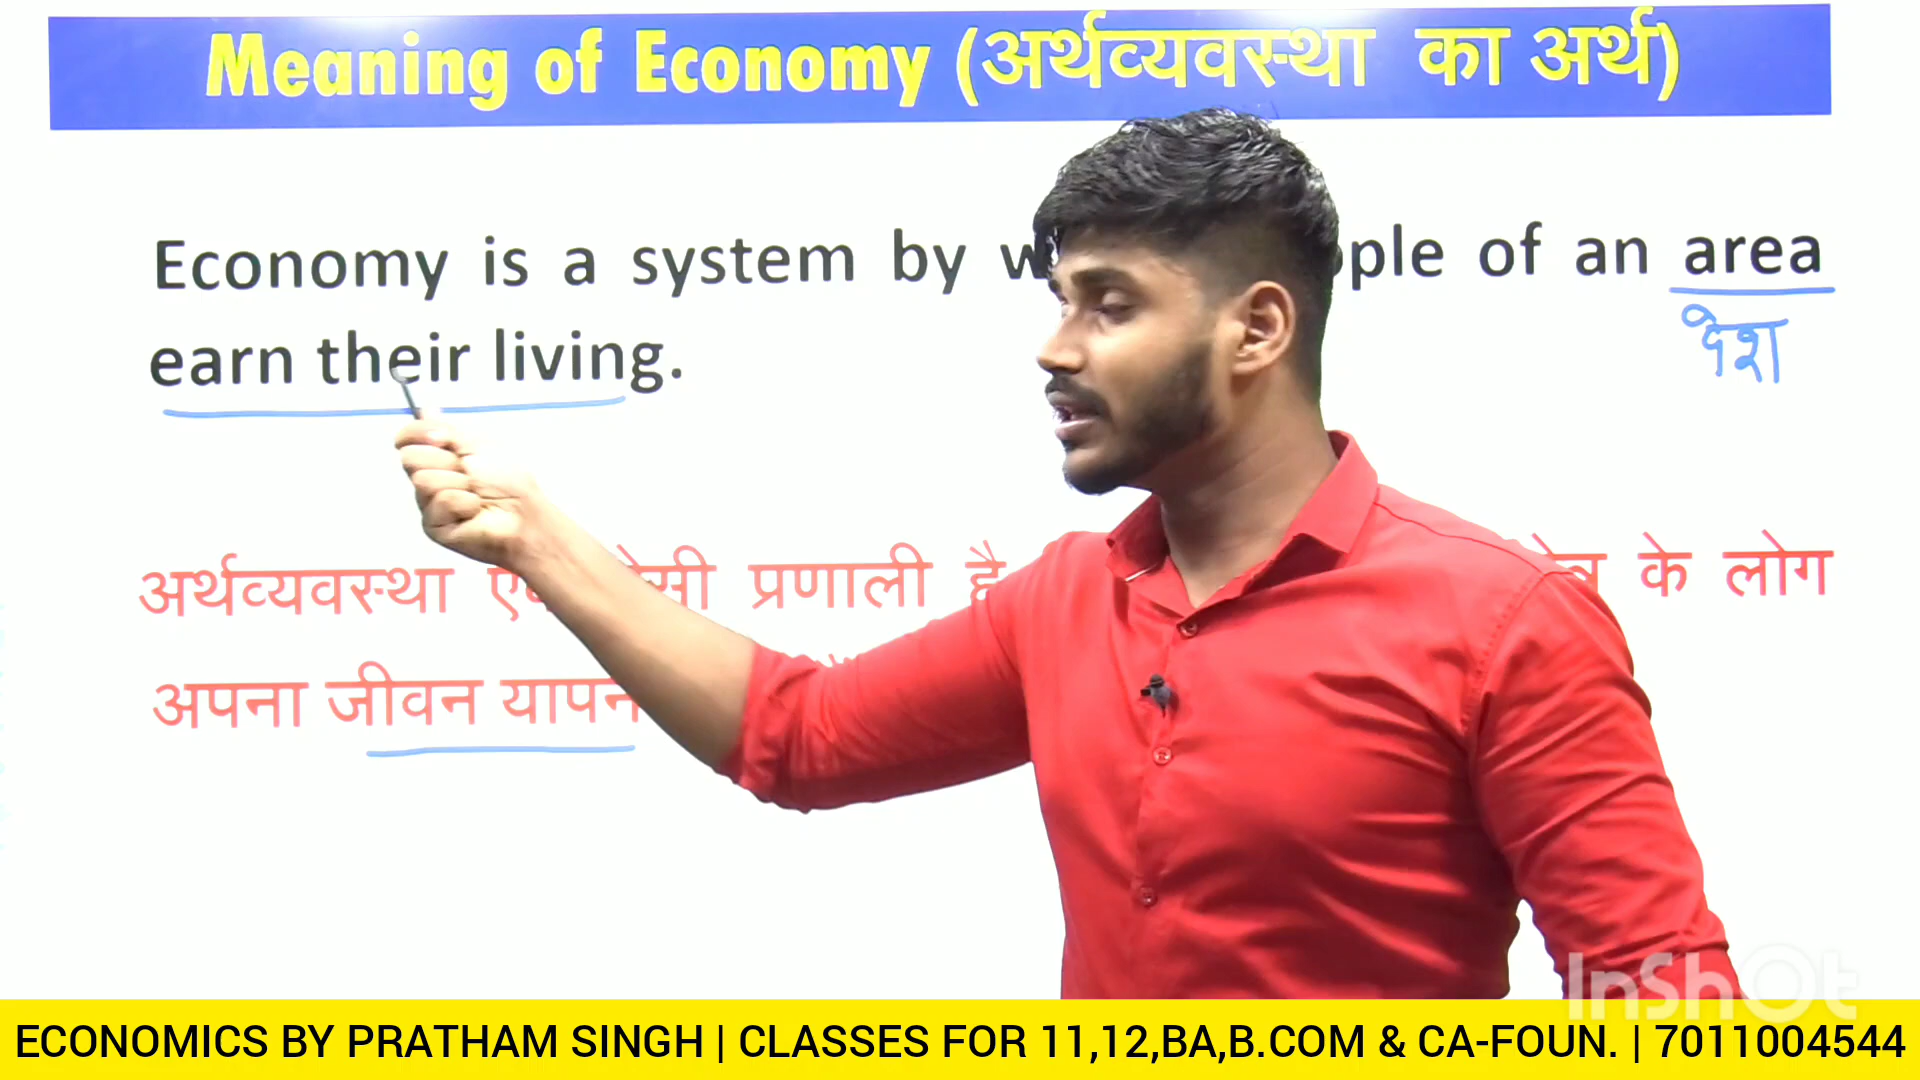 Meaning of Economy (अर्थव्यवस्था का अर्थ)
Economy is a system by of an area
earn their living.
देश
अर्थव्यवस्था प्रणाली है के लोग
अपना जीवन यापन
InShOt
ECONOMICS BY PRATHAM SINGH | CLASSES FOR 11,12,BA,B.COM & CA-FOUN. | 7011004544